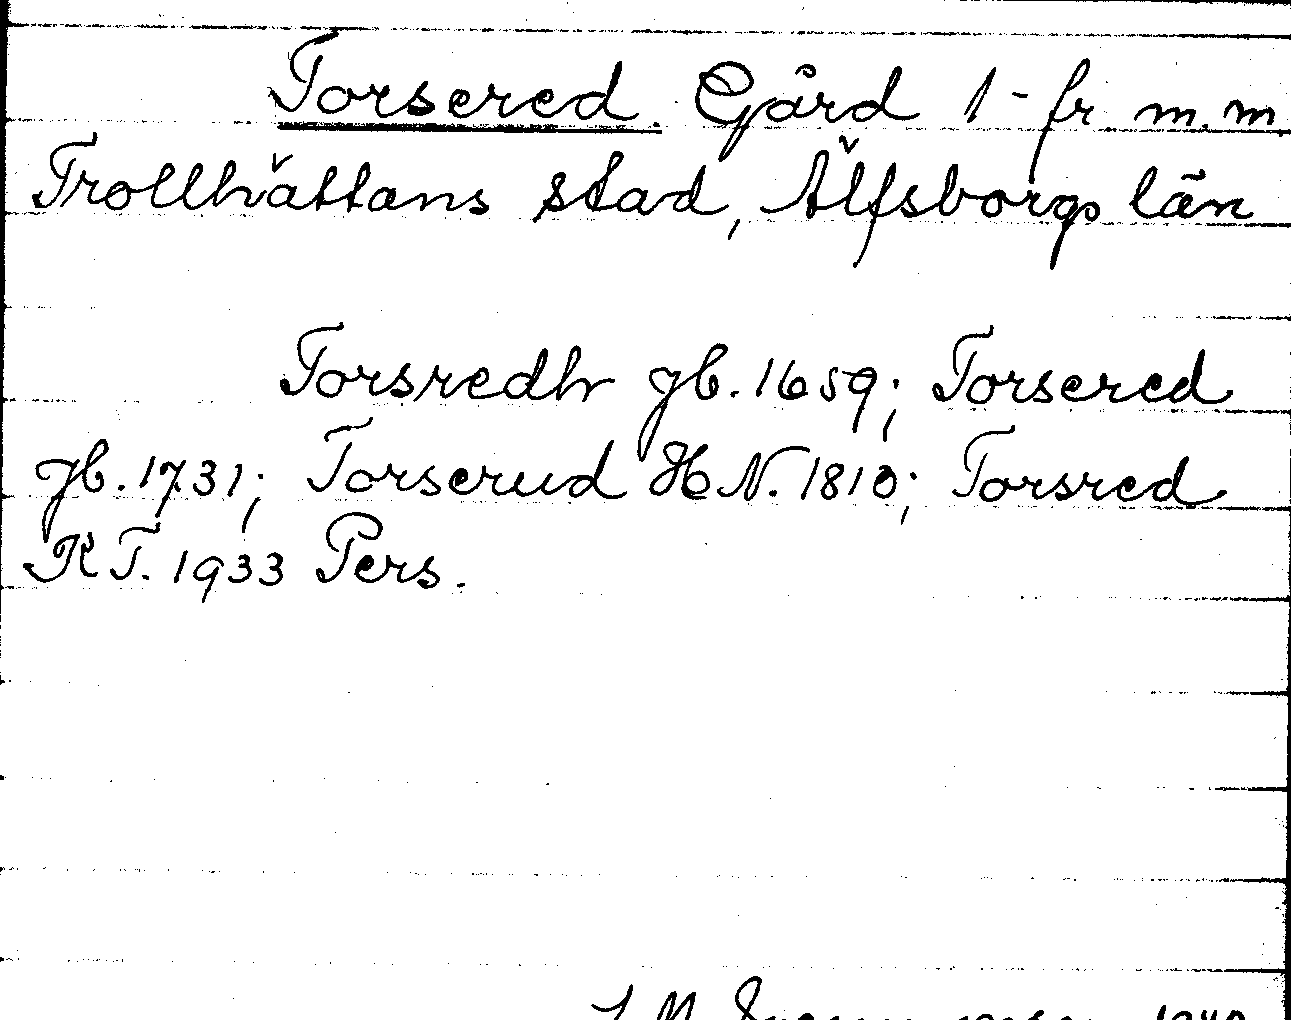 Torsered. Gård 1 - fr m.m.
Trollhättans stad, Älfsborgs län
Torsredh jb. 1659; Torsered
jb. 1731; Torserud H N. 1810; Torsred
R T. 1933 Pers.